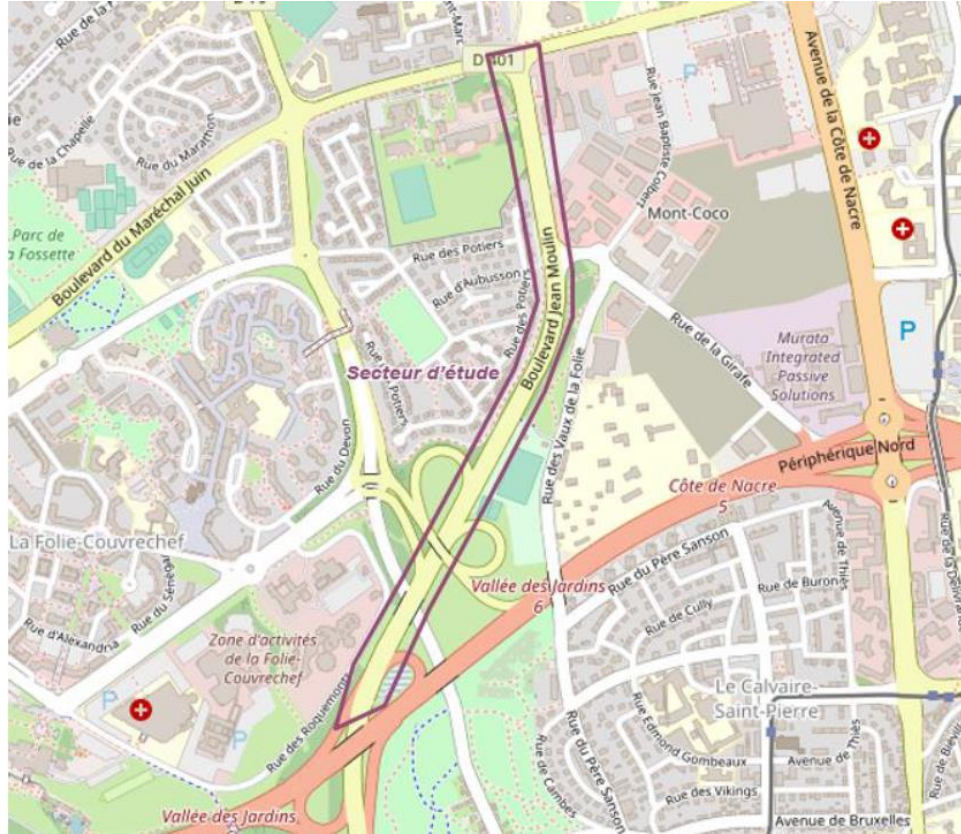 Rue de la
D 401
Rue de la Chapelle
Rue du Marathon
Parc de
la Fossette
Boulevard du Maréchal Juin
Rue des Potiers
Rue d'Aubusson
Rue des Potiers
Rue des Potiers
Boulevard Jean Moulin
Rue Jean Baptiste Colbert
Mont-Coco
Avenue de la Côte de Nacre
P
P
Rue de la Girafe
Murata
Integrated
Passive
Solutions
Secteur d'étude
Rue des Vaux de la Folie
Périphérique Nord
Côte de Nacre
5
Rue du Devon
La Folie-Couvrechef
Rue du Sénégal
Rue d'Alexandria
Zone d'activités
de la Folie-
Couvrechef
P
P
Rue des Roquemonts
Vallée des Jardins
6
Rue du Père Sanson
Avenue de Thiès
Rue de Buron
Rue de Cully
Le Calvaire-
Saint-Pierre
Rue Edmond Gombeaux
Avenue de Thiès
Rue du Père Sanson
Rue de Cambes
Rue des Vikings
Avenue de Bruxelles
Vallée des Jardins